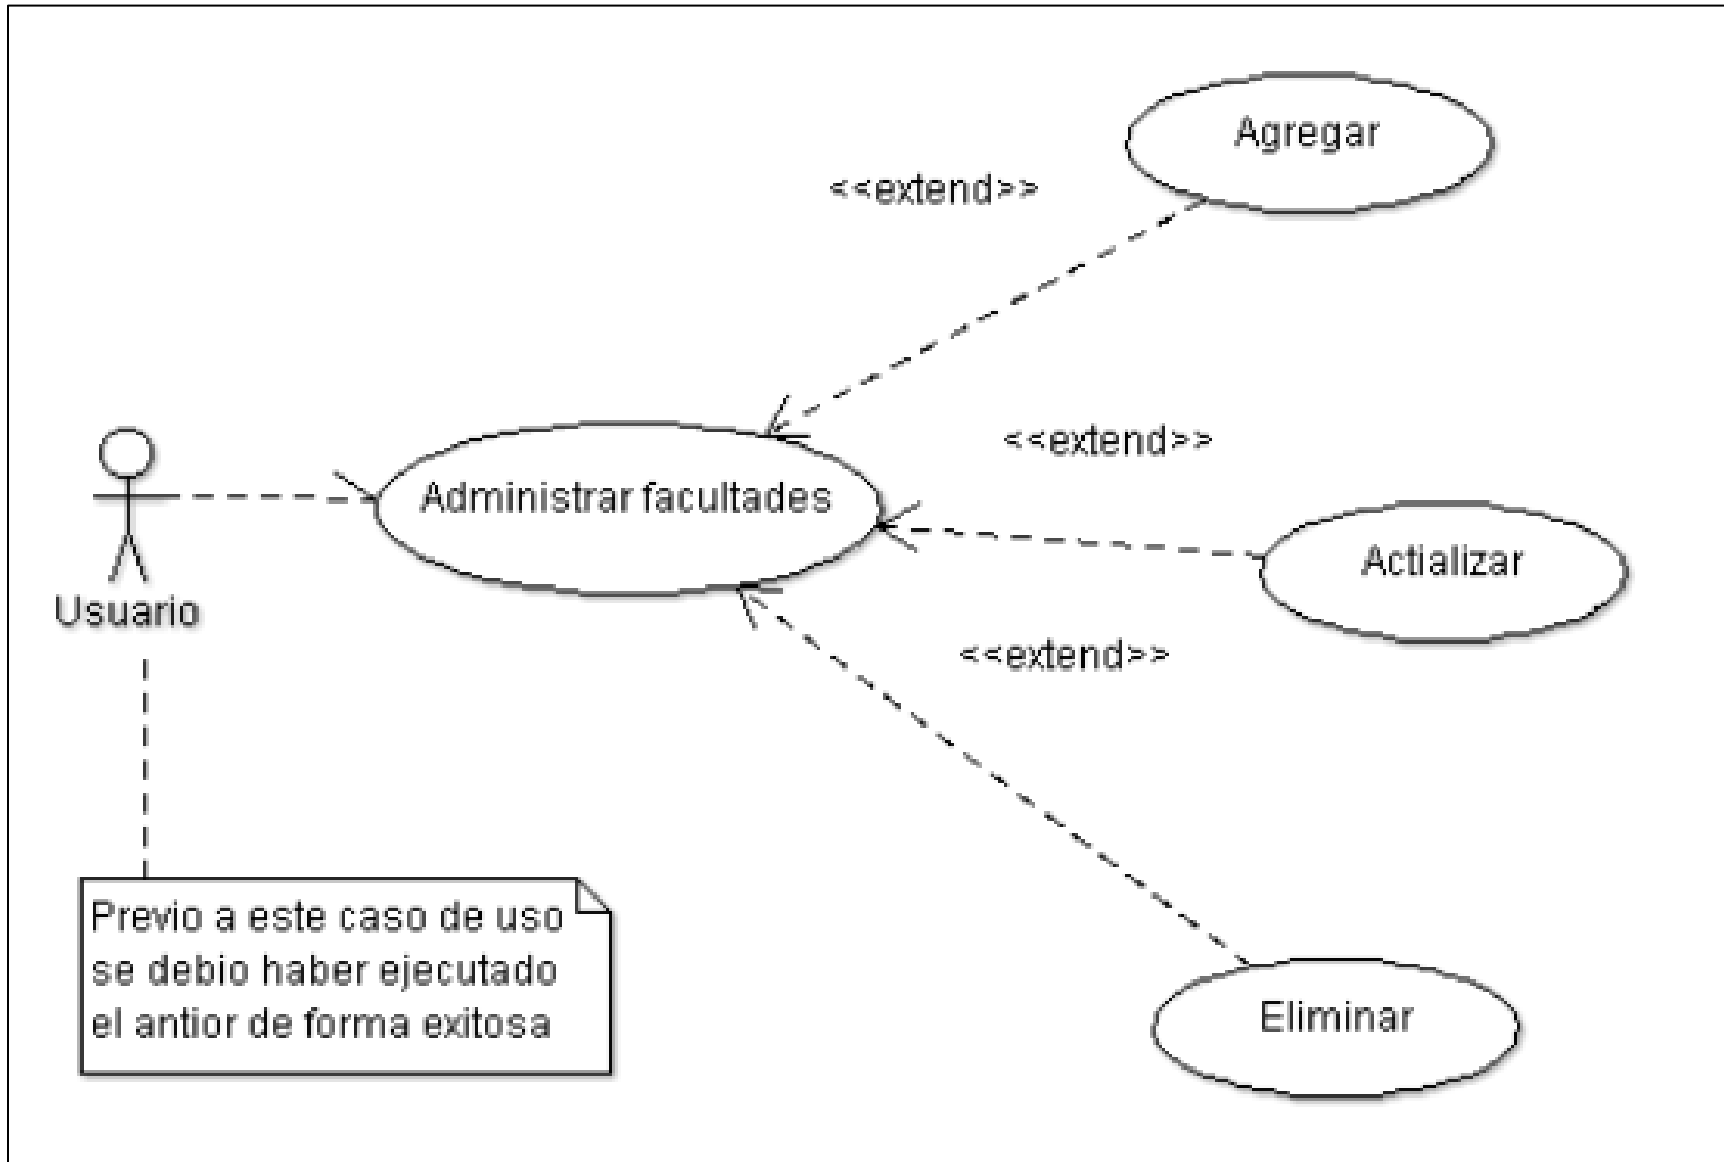 Agregar
<<extend>>
<<extend>>
Administrar facultades
Actializar
Usuario
<<extend>>
Previo a este caso de uso
se debio haber ejecutado
el antior de forma exitosa
Eliminar